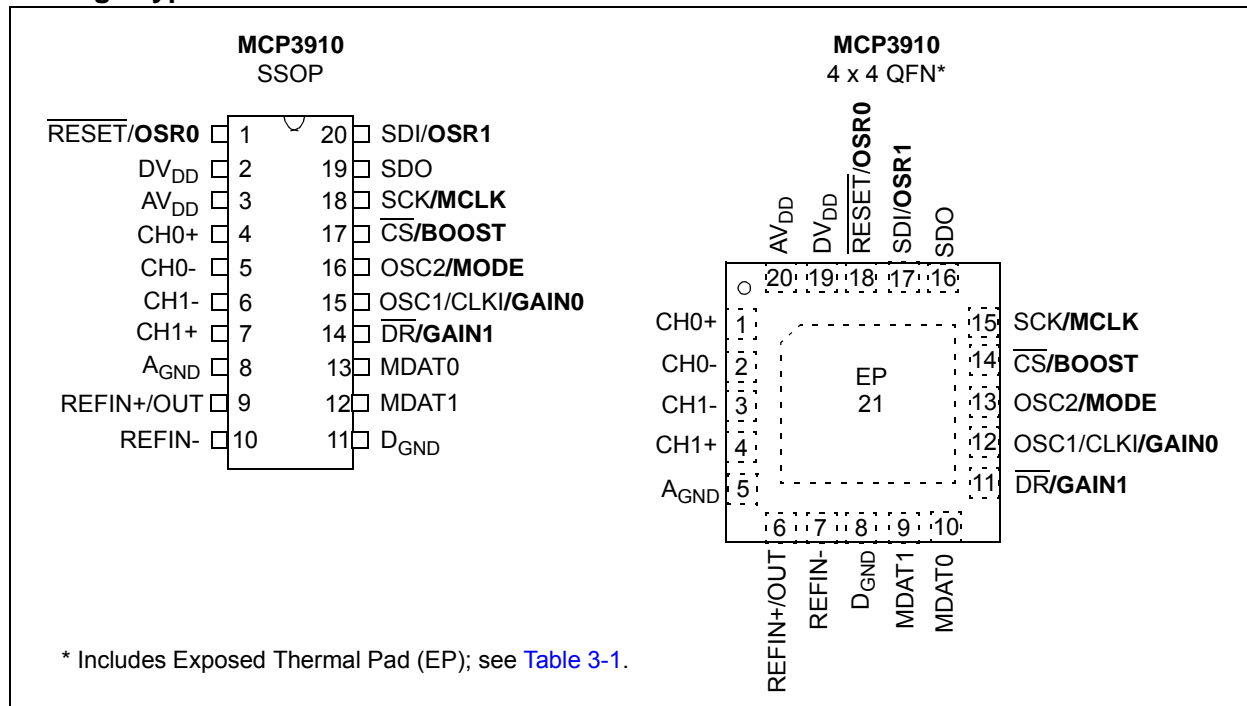 MCP3910
SSOP
RESET/OSR0 1 20 SDI/OSR1
DVDD 2 19 SDO
AVDD 3 18 SCK/MCLK
CH0+ 4 17 CS/BOOST
CH0- 5 16 OSC2/MODE
CH1- 6 15 OSC1/CLKI/GAIN0
CH1+ 7 14 DR/GAIN1
AGND 8 13 MDAT0
REFIN+/OUT 9 12 MDAT1
REFIN- 10 11 DGND
MCP3910
4 x 4 QFN*
AVDD
DVDD
RESET/OSR0
SDI/OSR1
SDO
20 19 18 17 16
CH0+ 1 15 SCK/MCLK
CH0- 2 14 CS/BOOST
EP
21
CH1- 3 13 OSC2/MODE
CH1+ 4 12 OSC1/CLKI/GAIN0
AGND 5 11 DR/GAIN1
6 7 8 9 10
REFIN+/OUT
REFIN-
DGND
MDAT1
MDAT0
* Includes Exposed Thermal Pad (EP); see Table 3-1.